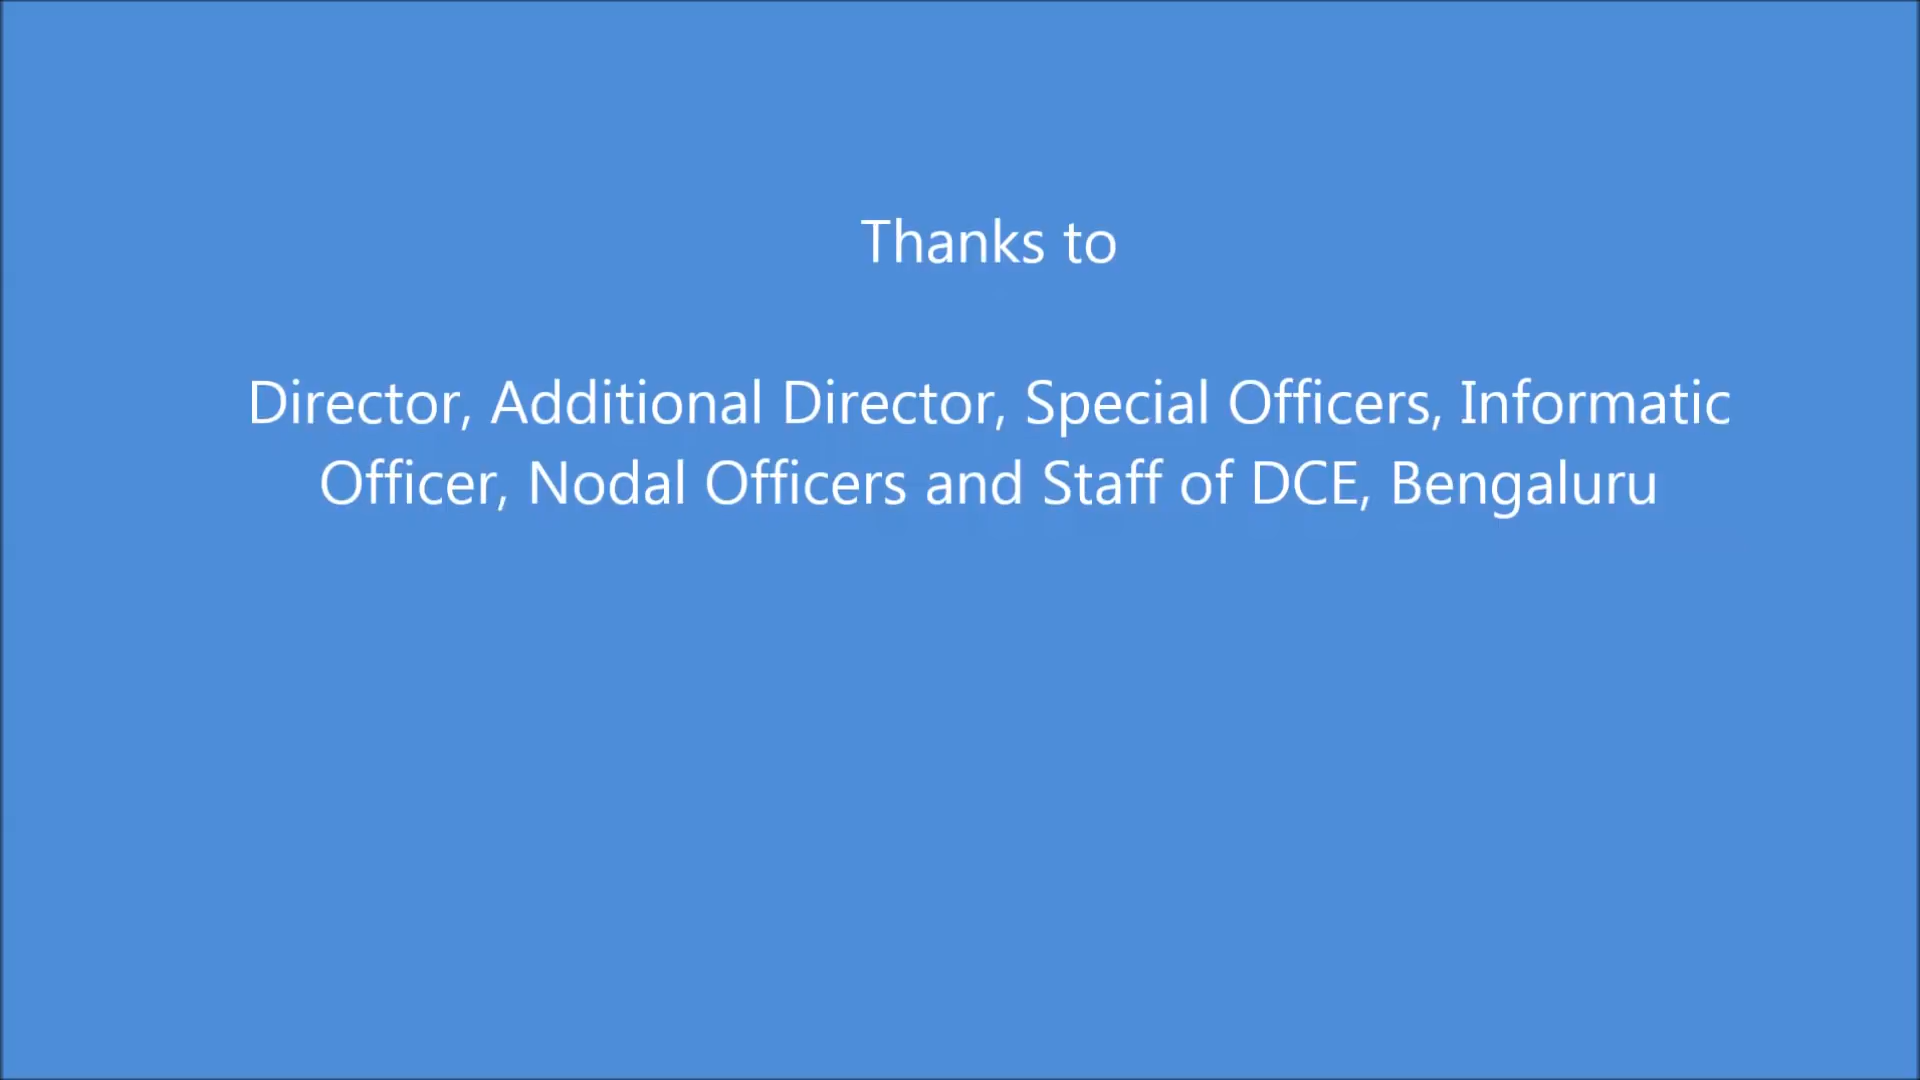 Thanks to
Director, Additional Director, Special Officers, Informatic
Officer, Nodal Officers and Staff of DCE, Bengaluru